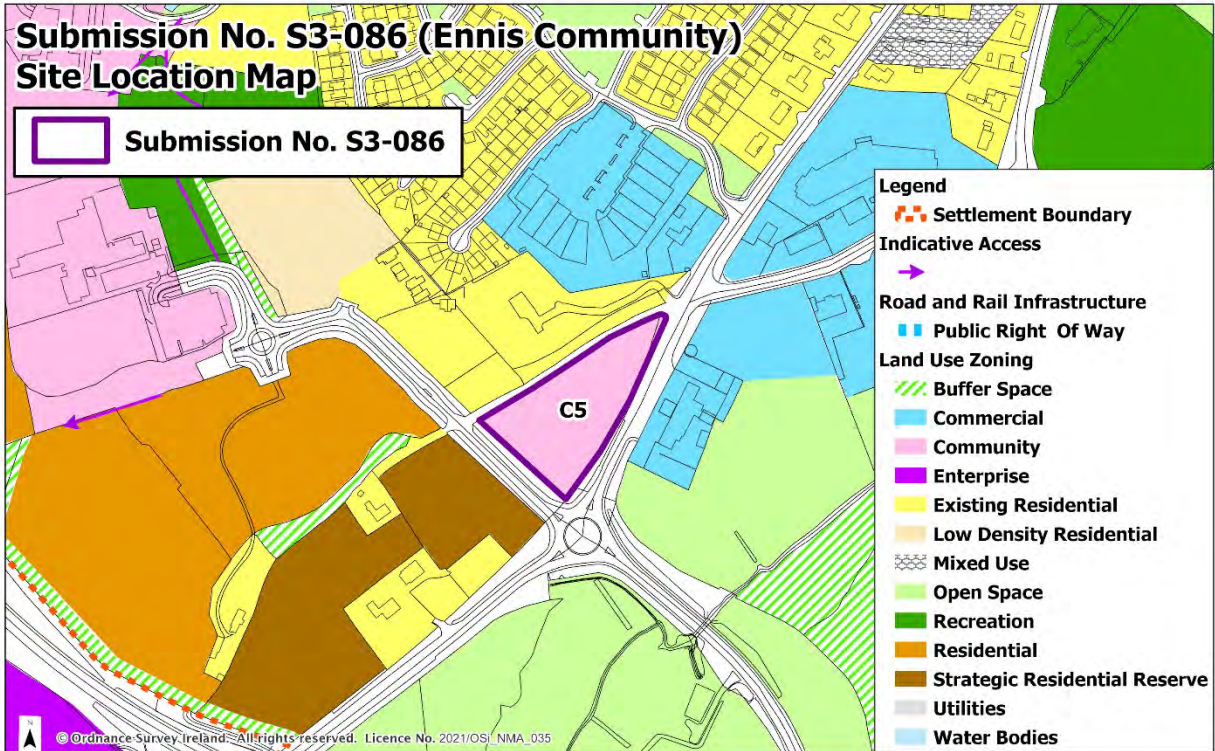 Submission No. S3-086 (Ennis Community)
Site Location Map
Submission No. S3-086
C5
Legend
Settlement Boundary
Indicative Access
Road and Rail Infrastructure
Public Right Of Way
Land Use Zoning
Buffer Space
Commercial
Community
Enterprise
Existing Residential
Low Density Residential
Mixed Use
Open Space
Recreation
Residential
Strategic Residential Reserve
Utilities
Water Bodies
N
© Ordnance Survey Ireland. All rights reserved. Licence No. 2021/OSi_NMA_035